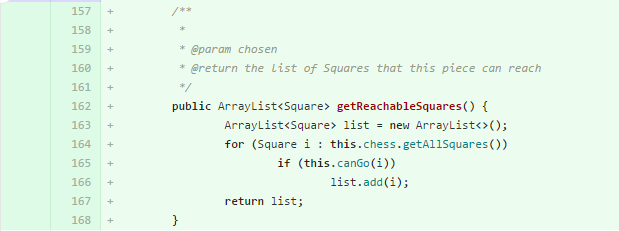 157 + /**
158 + *
159 + * @param chosen
160 + * @return the list of Squares that this piece can reach
161 + */
162 + public ArrayList<Square> getReachableSquares() {
163 + ArrayList<Square> list = new ArrayList<>();
164 + for (Square i : this.chess.getAllSquares())
165 + if (this.canGo(i))
166 + list.add(i);
167 + return list;
168 + }